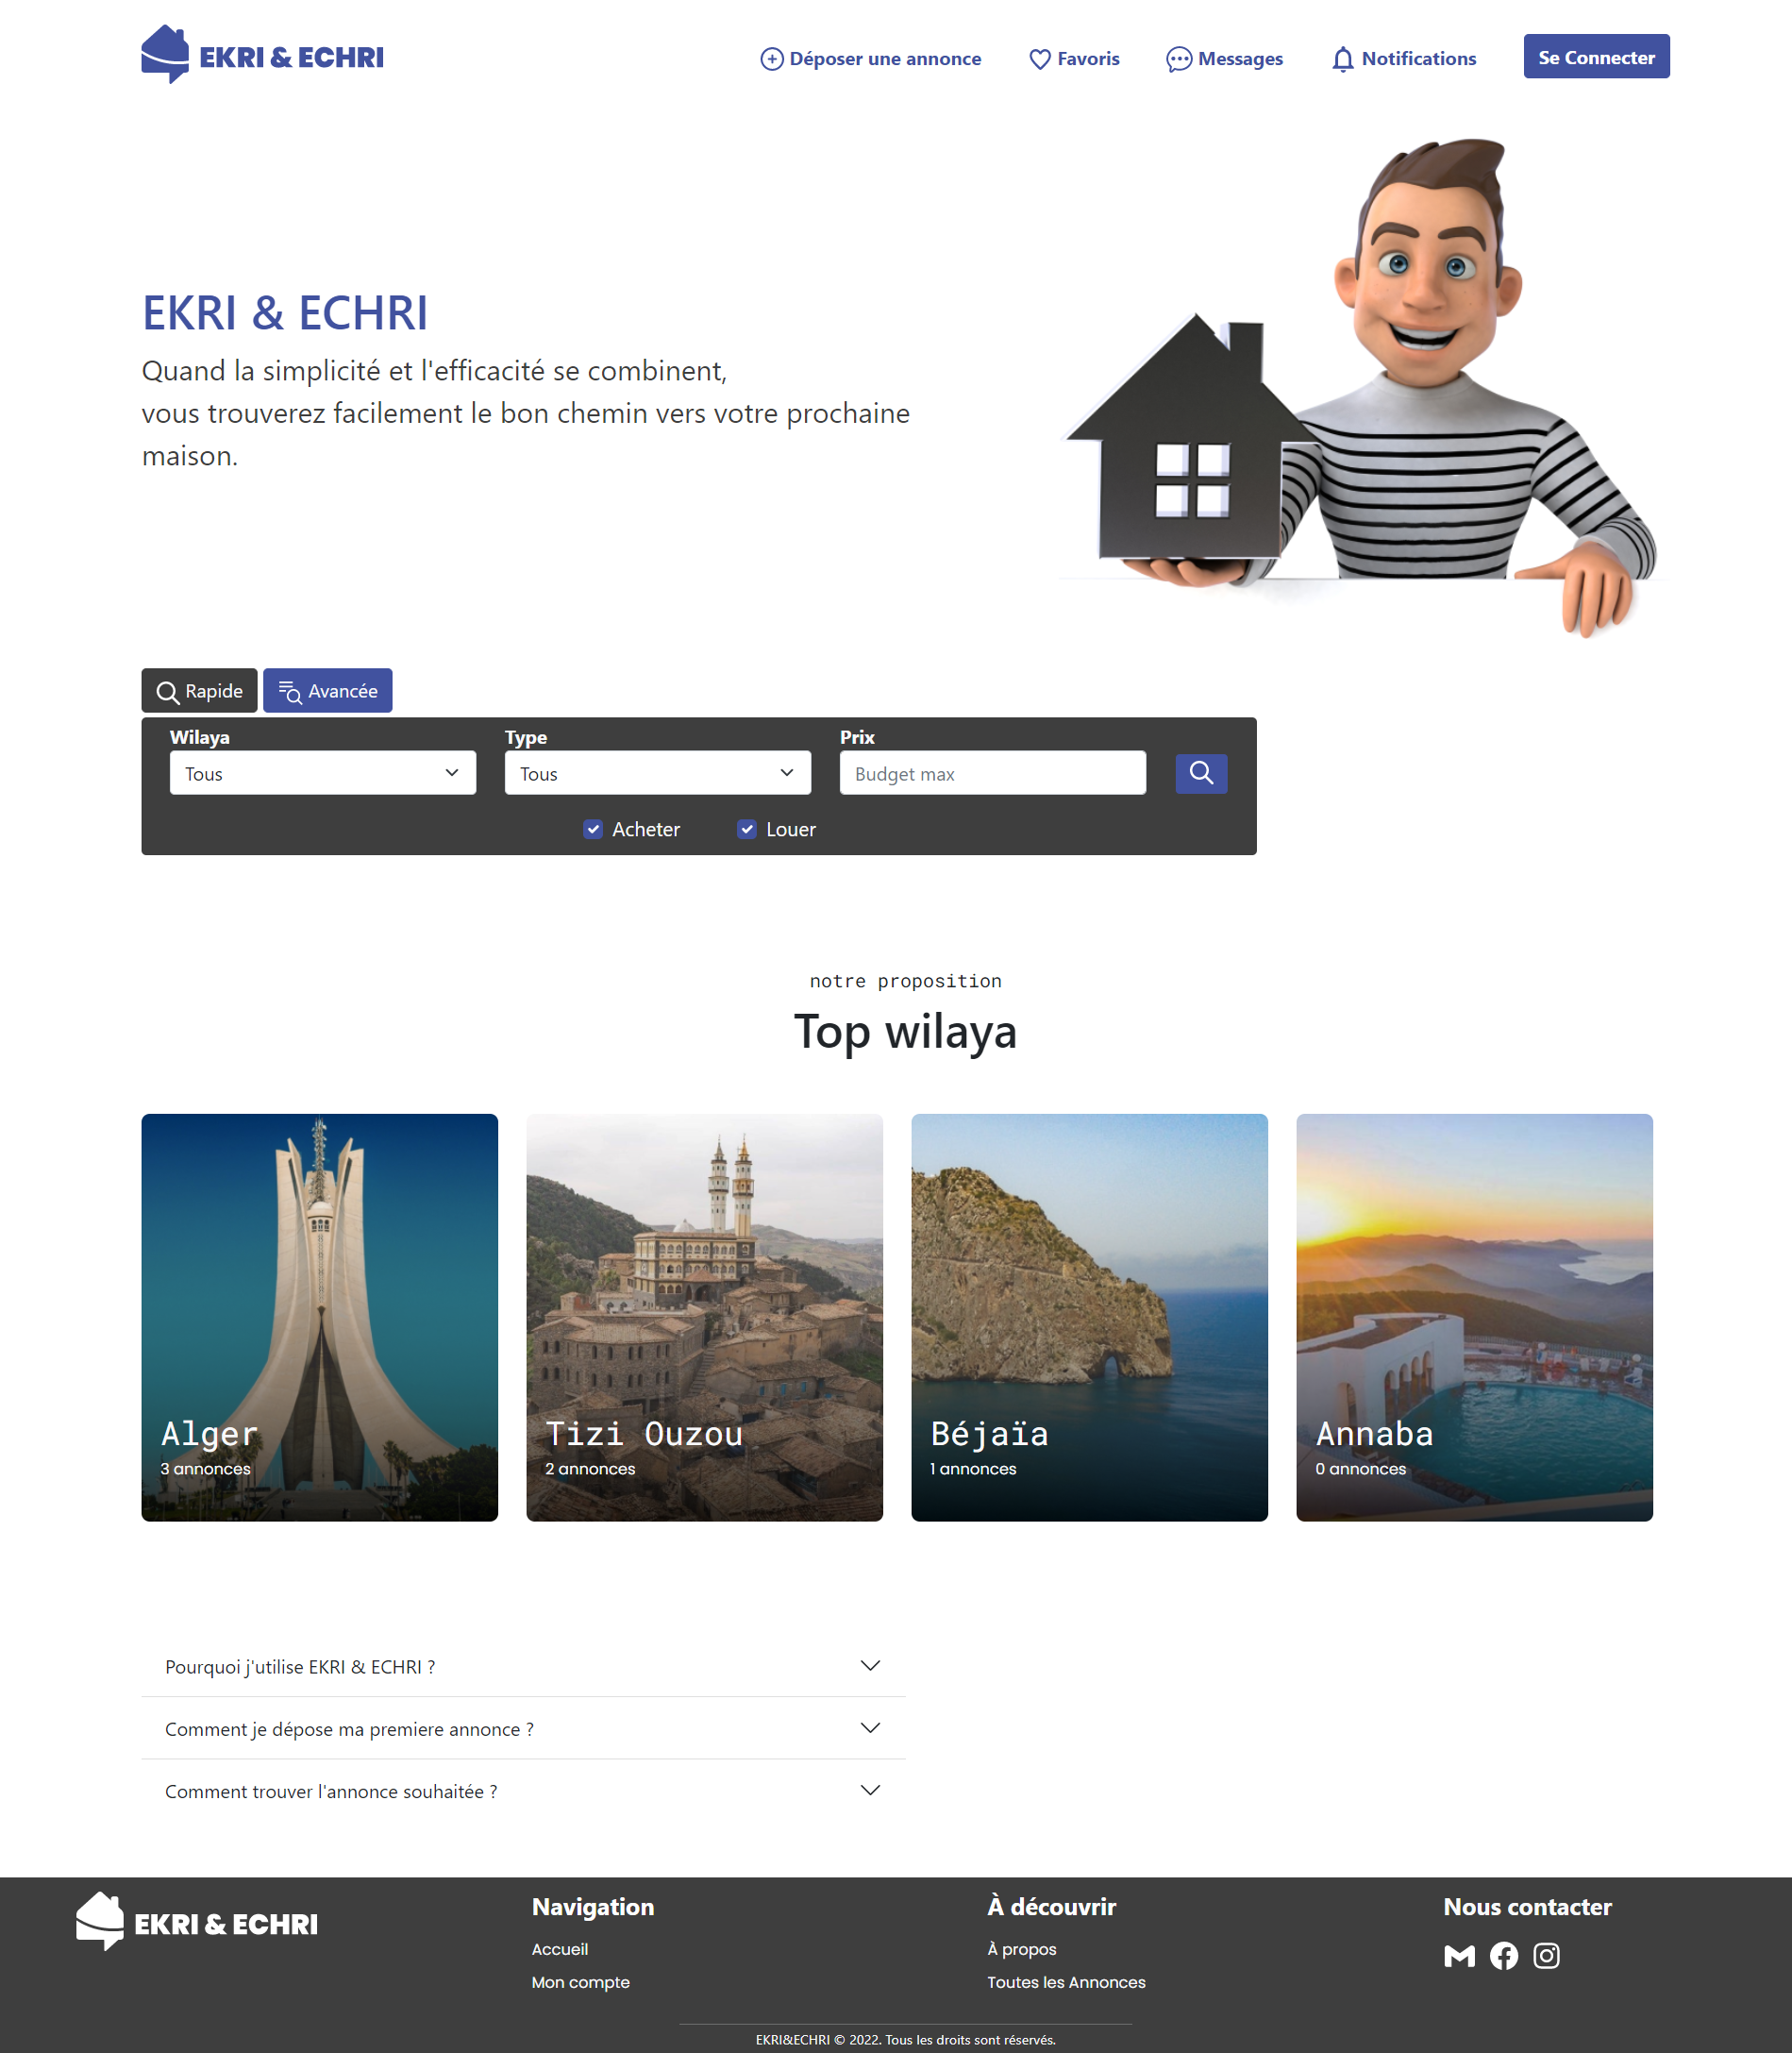 EKRI & ECHRI
Déposer une annonce
Favoris
Messages
Notifications
Se Connecter
EKRI & ECHRI
Quand la simplicité et l'efficacité se combinent,
vous trouverez facilement le bon chemin vers votre prochaine
maison.
Rapide
Avancée
Wilaya
Type
Prix
Tous
Tous
Budget max
Acheter
Louer
notre proposition
Top wilaya
Alger
3 annonces
Tizi Ouzou
2 annonces
Béjaïa
1 annonces
Annaba
0 annonces
Pourquoi j'utilise EKRI & ECHRI ?
Comment je dépose ma premiere annonce ?
Comment trouver l'annonce souhaitée ?
EKRI & ECHRI
Navigation
Accueil
Mon compte
À découvrir
À propos
Toutes les Annonces
Nous contacter
EKRI&ECHRI © 2022. Tous les droits sont réservés.